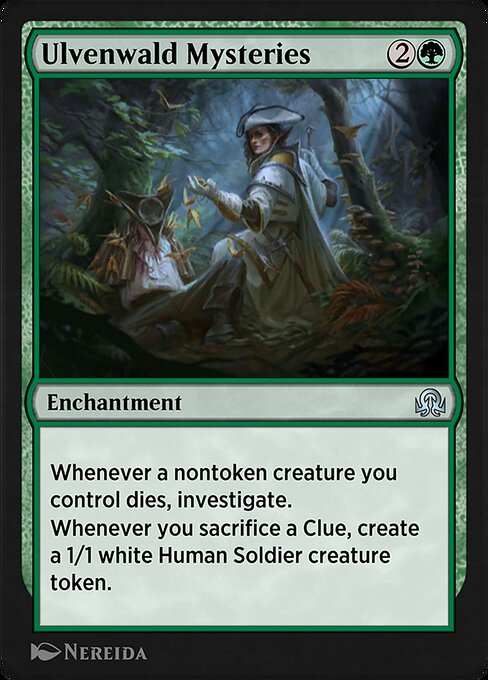 Ulvenwald Mysteries 2
Enchantment
Whenever a nontoken creature you
control dies, investigate.
Whenever you sacrifice a Clue, create
a 1/1 white Human Soldier creature
token.
Nereida